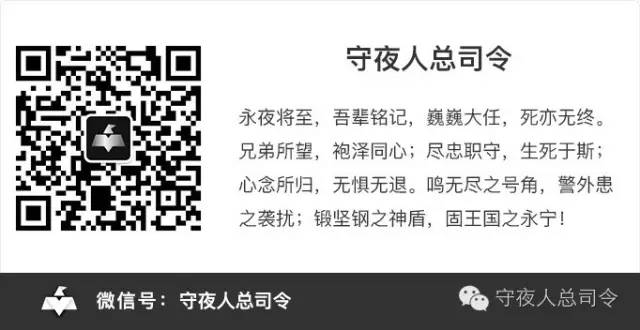 守夜人总司令
永夜将至，吾辈铭记，巍巍大任，死亦无终。
兄弟所望，袍泽同心；尽忠职守，生死于斯；
心念所归，无惧无退。鸣无尽之号角，警外患
之袭扰；锻坚钢之神盾，固王国之永宁！
微信号：守夜人总司令
守夜人总司令